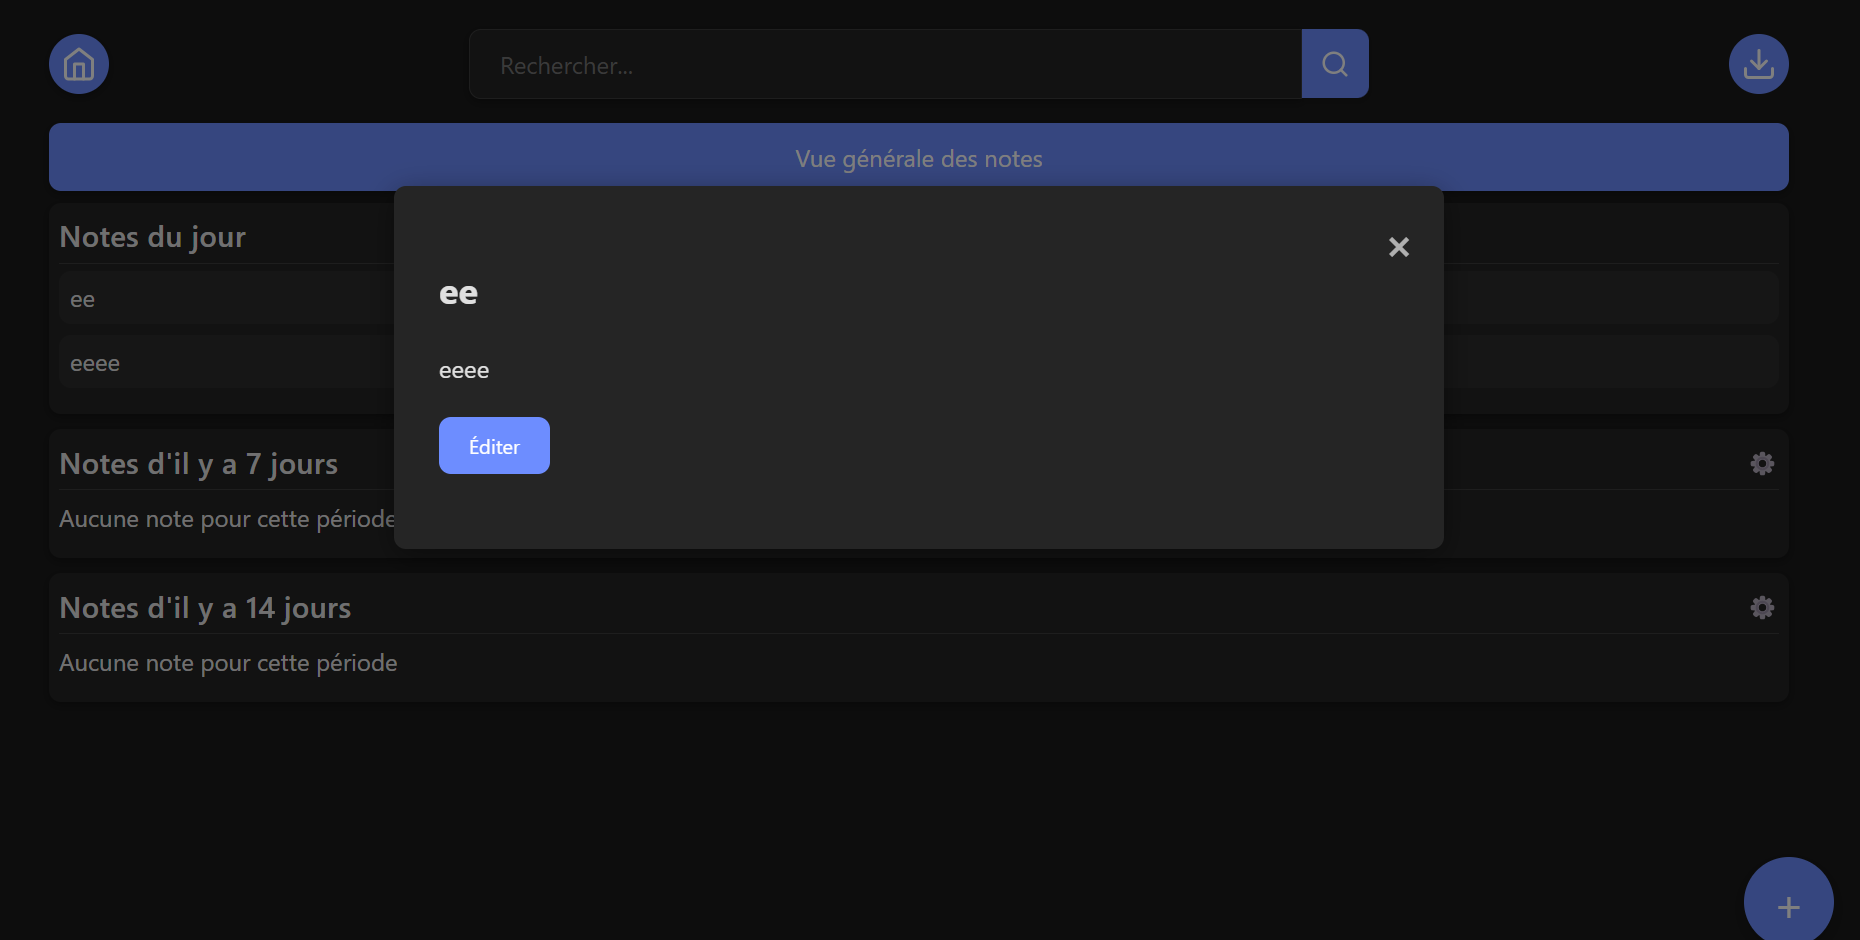 Rechercher...
Vue générale des notes
Notes du jour
ee
eeee
ee
eeee
Éditer
Notes d'il y a 7 jours
Aucune note pour cette période
Notes d'il y a 14 jours
Aucune note pour cette période